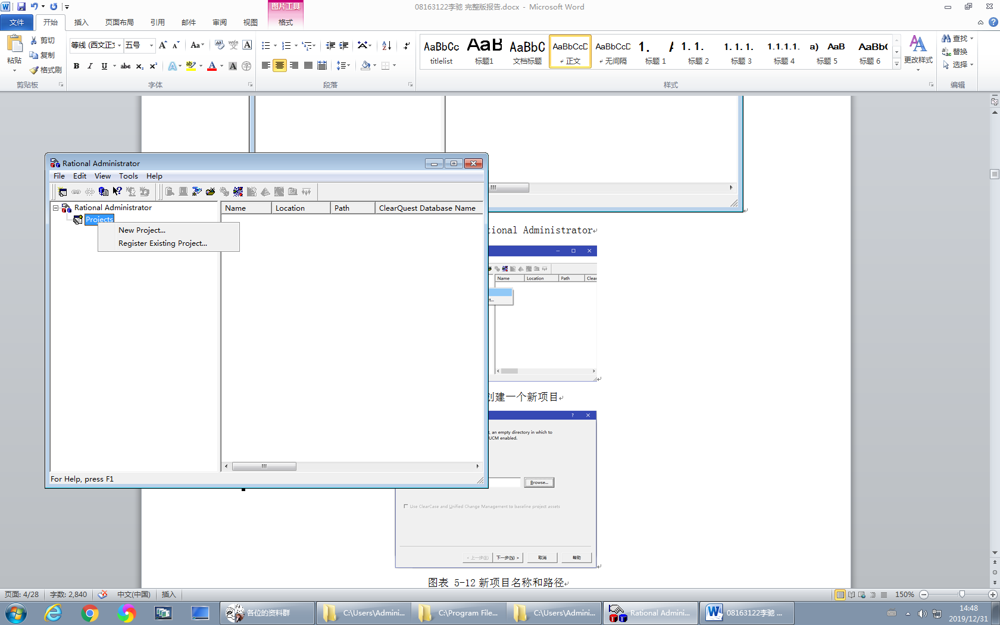 08163122李驰 完整版报告.docx - Microsoft Word
图片工具
文件 开始 插入 页面布局 引用 邮件 审阅 视图 格式
粘贴 剪切 复制 格式刷
等线 (西文正文 五号
AaBbCc AaB AaBbC AaBbCcD AaBbCcD 1. A 1. 1. 1. 1. 1. 1.1.1.1. a) AaB AaBb(
titlelist 标题1 文档标题 正文 无间隔 标题 1 标题 2 标题 3 标题 4 标题 5 标题 6
更改样式
查找
替换
选择
剪贴板 字体 段落 样式 编辑
Rational Administrator
File Edit View Tools Help
Rational Administrator
Projects
New Project...
Register Existing Project...
Name Location Path ClearQuest Database Name
For Help, press F1
tional Administrator
Name Location Path Clea
创建一个新项目
, an empty directory in which to
UCM enabled.
Browse...
Use ClearCase and Unified Change Management to baseline project assets
< 上一步(B) 下一步(N) > 取消 帮助
图表 5-12 新项目名称和路径
页面: 4/28 字数: 2,840 中文(中国) 插入 150%
各位的资料群 C:\Users\Admini... C:\Program File... C:\Users\Admini... Rational Admini... 08163122李驰 ...
14:48
2019/12/31